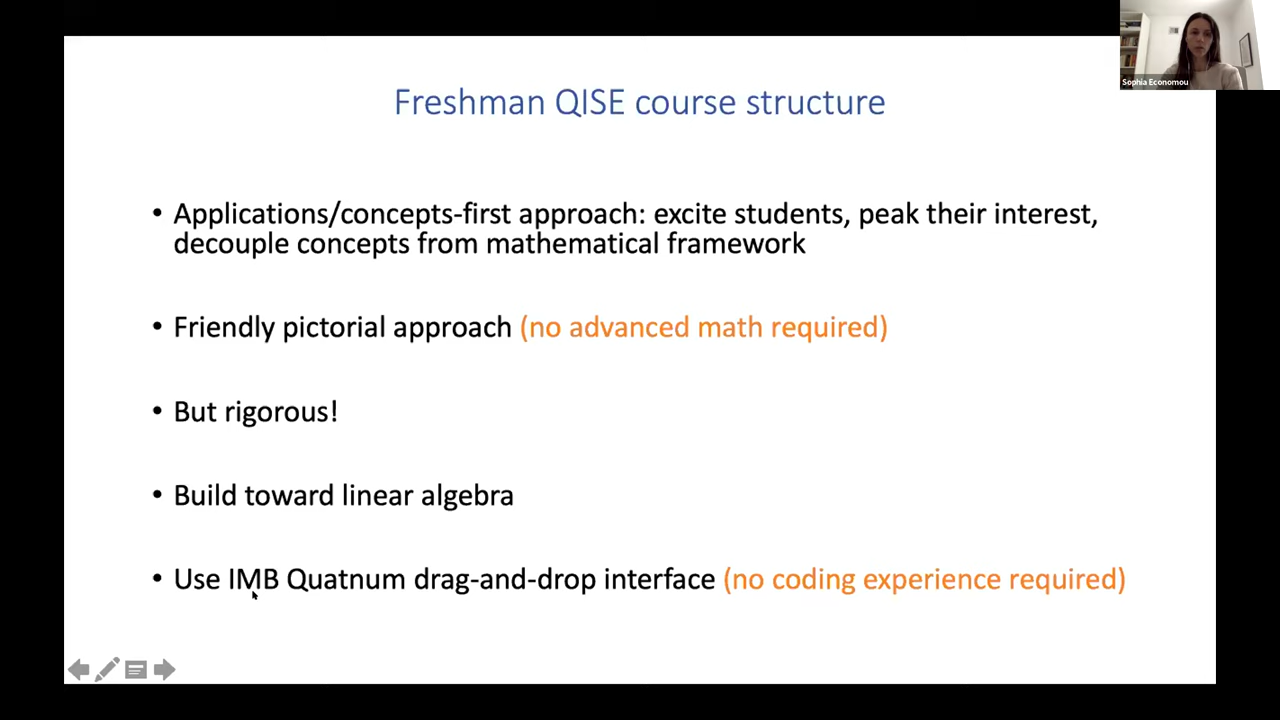 Sophia Economou
Freshman QISE course structure
• Applications/concepts-first approach: excite students, peak their interest,
decouple concepts from mathematical framework
• Friendly pictorial approach (no advanced math required)
• But rigorous!
• Build toward linear algebra
• Use IMB Quatnum drag-and-drop interface (no coding experience required)